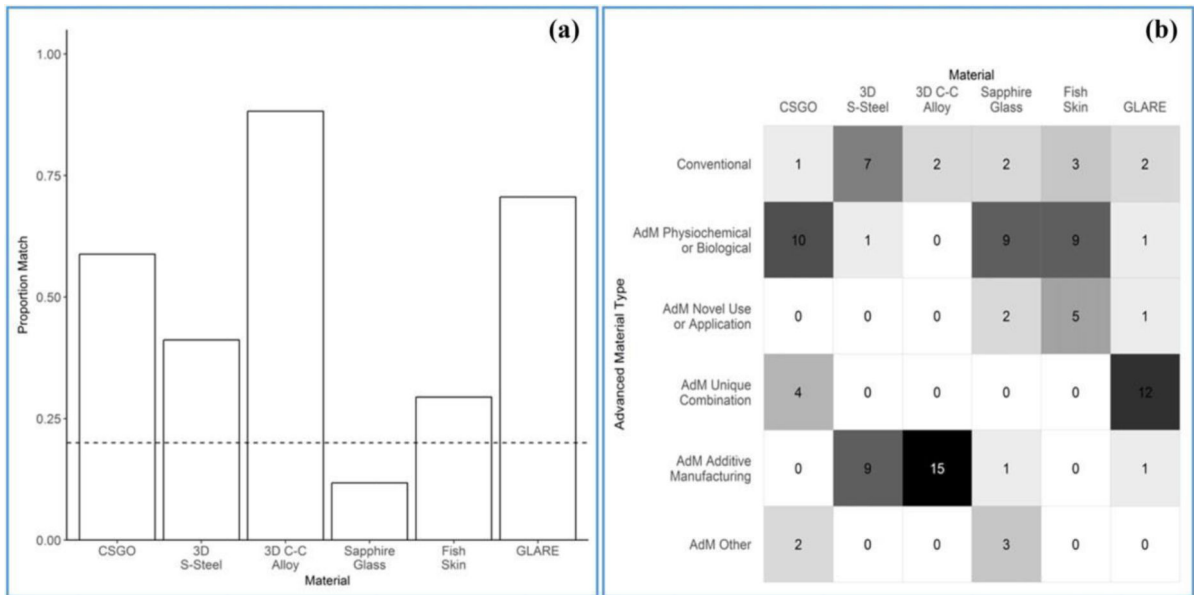 (a)
1.00
0.75
0.50
0.25
0.00
Proportion Match
CSGO
3D
S-Steel
3D C-C
Alloy
Sapphire
Glass
Fish
Skin
GLARE
Material
(b)
Material
CSGO
3D
S-Steel
3D C-C
Alloy
Sapphire
Glass
Fish
Skin
GLARE
Advanced Material Type
Conventional
1 7 2 2 3 2
AdM Physiochemical
or Biological
10 1 0 9 9 1
AdM Novel Use
or Application
0 0 0 2 5 1
AdM Unique
Combination
4 0 0 0 0 12
AdM Additive
Manufacturing
0 9 15 1 0 1
AdM Other
2 0 0 3 0 0